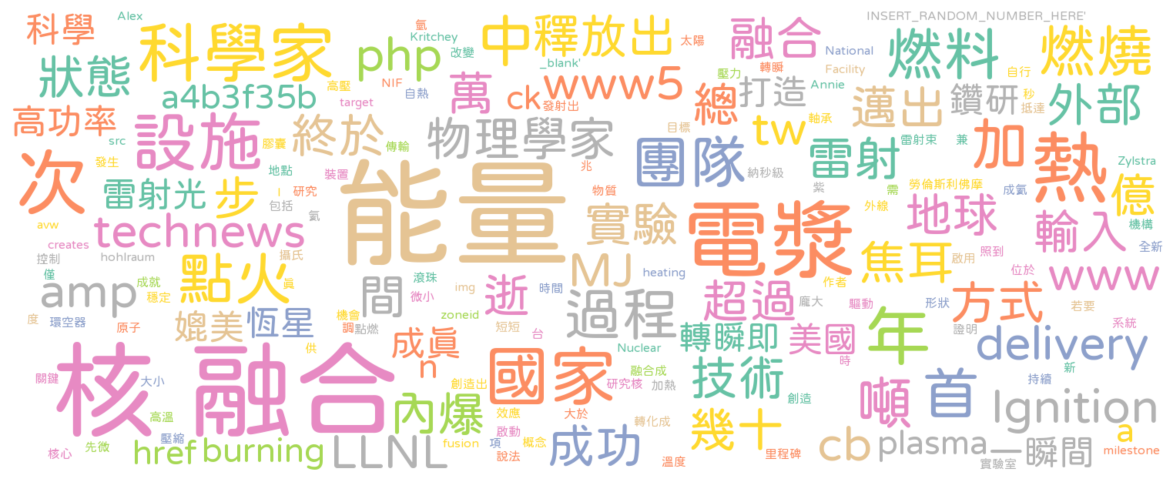 Alex
INSERT_RANDOM_NUMBER_HERE'
科學
科學家
氬
Kritchey
php
改變
中釋放出
太陽
融合
National
燃料
燃燒
狀態
高壓
NIF
自熱
萬
_blank'
www5
壓力
轉瞬
Facility
自行
a4b3f35b
target
ck
發射出
總
打造
Annie
邁出
鑽研
秒
抵達
外部
高功率
src
設施
膠囊
終於
傳輸
物理學家
目標
團隊
tw
軸承
雷射
雷射束
兼
加
熱
次
發生
雷射光
地點
步
I
研究
裝置
能量
兆
物質
納秒級
紫
需
勞倫斯利佛摩
成氦
Zylstra
億
avw
包括
氦
technews
實驗
電漿
外線
地球
機構
輸入
creates
控制
hohlraum
攝氏
點火
間
滾珠
微小
時間
逝
MJ
heating
焦耳
啟用
照到
位於
全新
www
僅
amp
成就
穩定
真
img
zoneid
過程
超過
作者
龐大
驅動
形狀
方式
若要
度
環空器
原子
媲美
恆星
機會
調
點燃
短短
台
轉瞬即
美國
時
年
證明
系統
核融合
供
成真
n
國家
Nuclear
融合成
技術
delivery
新
關鍵
大小
創造出
研究核
加熱
創造
持續
高溫
內爆
效應
大於
幾十
噸
首
Ignition
核心
先微
壓縮
href
burning
LLNL
fusion
啟動
項
說法
概念
成功
轉化成
溫度
里程碑
cb
plasma
一瞬間
實驗室
a
milestone